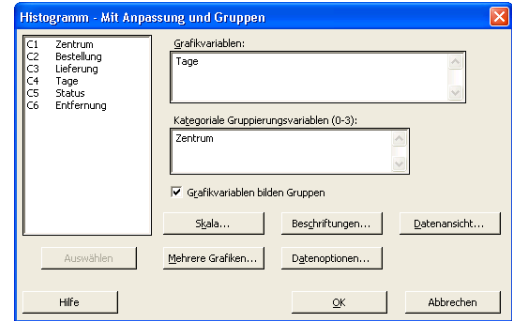 Histogramm - Mit Anpassung und Gruppen
C1 Zentrum
C2 Bestellung
C3 Lieferung
C4 Tage
C5 Status
C6 Entfernung
Grafikvariablen:
Tage
Kategoriale Gruppierungsvariablen (0-3):
Zentrum
Grafikvariablen bilden Gruppen
Skala...
Beschriftungen...
Datenansicht...
Auswählen
Mehrere Grafiken...
Datenoptionen...
Hilfe
OK
Abbrechen